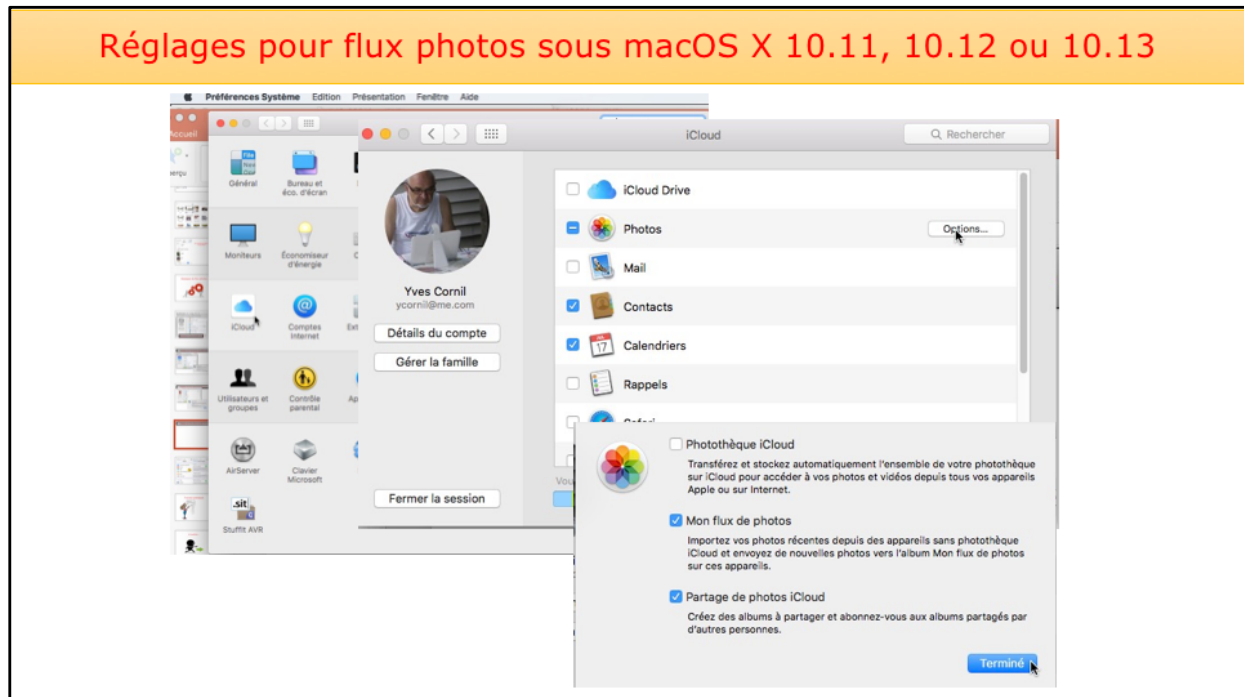 Réglages pour flux photos sous macOS X 10.11, 10.12 ou 10.13
Préférences Système Edition Présentation Fenêtre Aide
Accueil
Général
Bureau et
éco. d'écran
Moniteurs
Économiseur
d'énergie
iCloud
Comptes
Internet
Ext
Utilisateurs et
groupes
Contrôle
parental
Ap
AirServer
Clavier
Microsoft
.sit
StuffIt AVR
iCloud
Rechercher
Yves Cornil
ycornil@me.com
Détails du compte
Gérer la famille
Fermer la session
iCloud Drive
Photos
Options...
Mail
Contacts
17
Calendriers
Rappels
Safari
Vou
Photothèque iCloud
Transférez et stockez automatiquement l'ensemble de votre photothèque
sur iCloud pour accéder à vos photos et vidéos depuis tous vos appareils
Apple ou sur Internet.
Mon flux de photos
Importez vos photos récentes depuis des appareils sans photothèque
iCloud et envoyez de nouvelles photos vers l'album Mon flux de photos
sur ces appareils.
Partage de photos iCloud
Créez des albums à partager et abonnez-vous aux albums partagés par
d'autres personnes.
Terminé